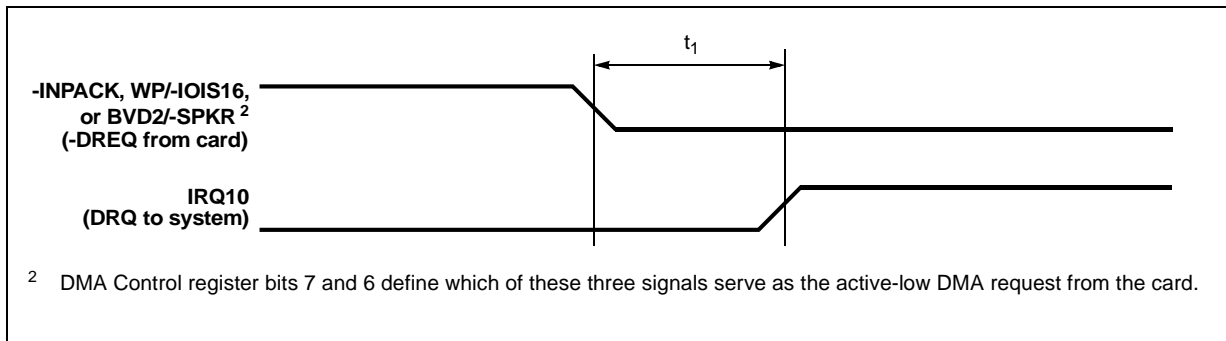 t1
-INPACK, WP/-IOIS16,
or BVD2/-SPKR 2
(-DREQ from card)
IRQ10
(DRQ to system)
2 DMA Control register bits 7 and 6 define which of these three signals serve as the active-low DMA request from the card.